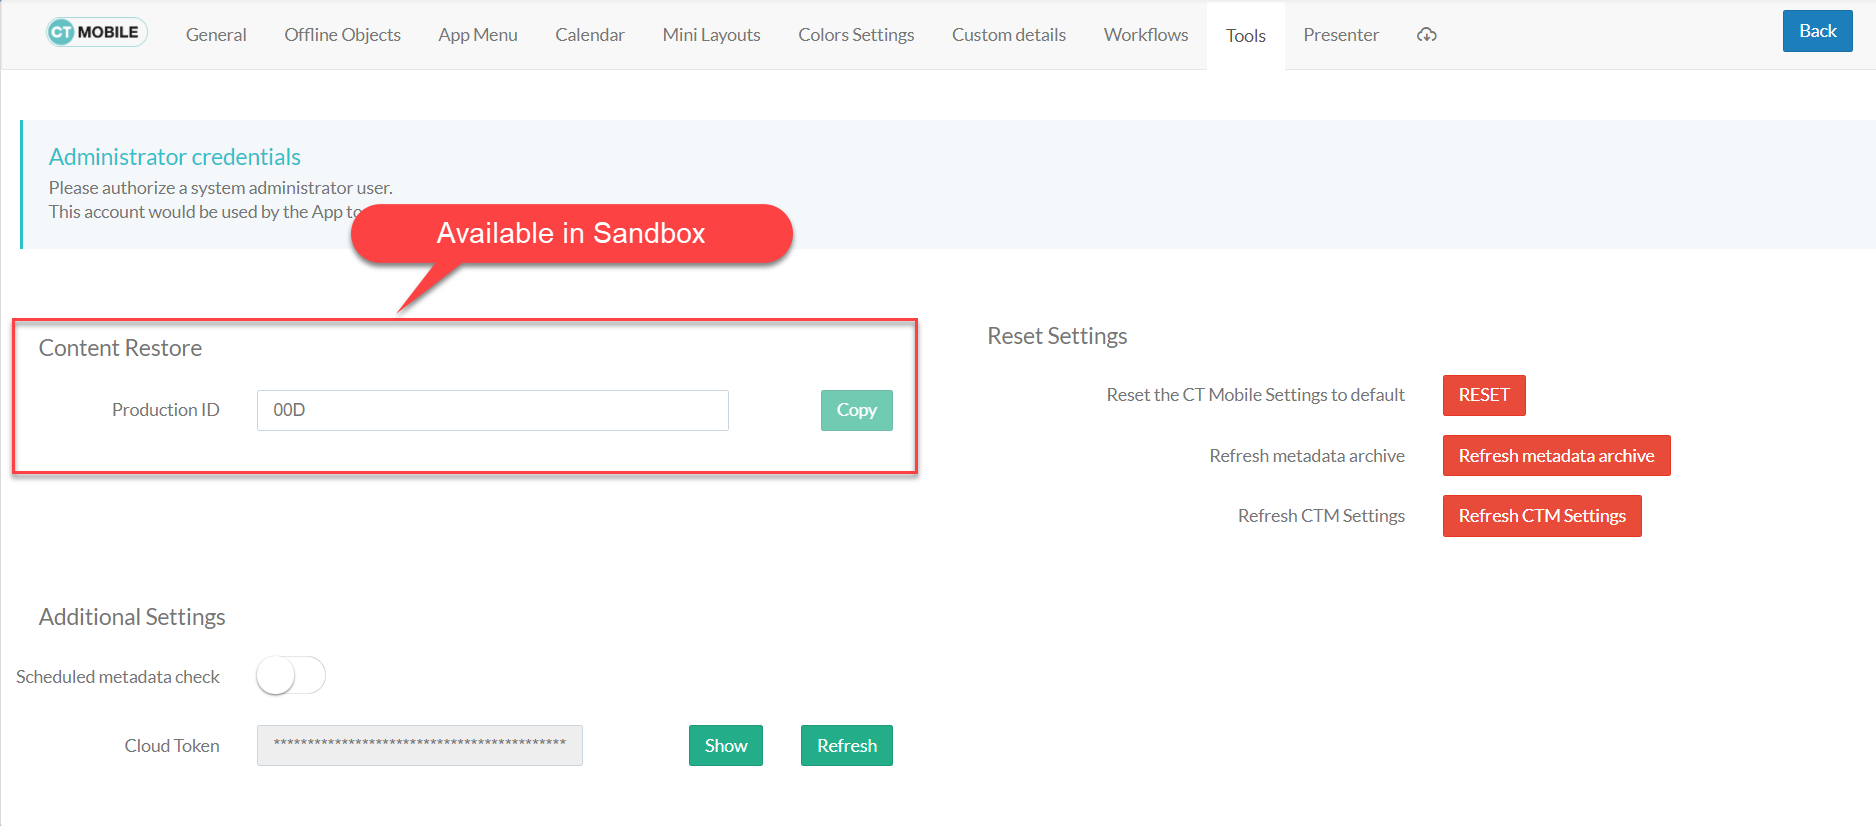 CT MOBILE General Offline Objects App Menu Calendar Mini Layouts Colors Settings Custom details Workflows Tools Presenter Back
Administrator credentials
Please authorize a system administrator user.
This account would be used by the App to
Available in Sandbox
Content Restore
Production ID 00D Copy
Reset Settings
Reset the CT Mobile Settings to default RESET
Refresh metadata archive Refresh metadata archive
Refresh CTM Settings Refresh CTM Settings
Additional Settings
Scheduled metadata check
Cloud Token ******************************************** Show Refresh